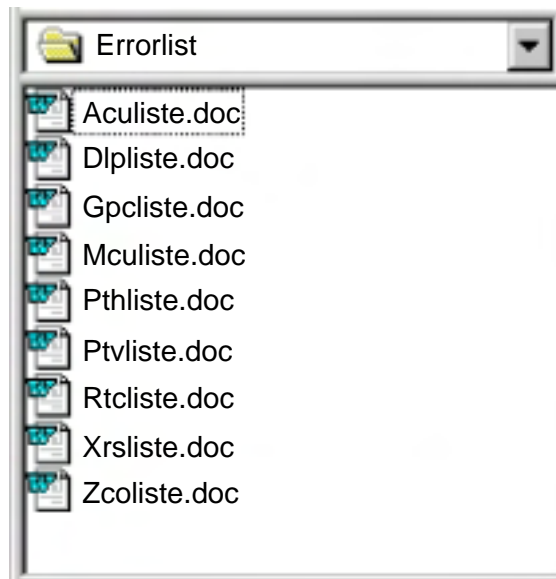 Errorlist
Aculiste.doc
Dlpliste.doc
Gpcliste.doc
Mculiste.doc
Pthliste.doc
Ptvliste.doc
Rtcliste.doc
Xrsliste.doc
Zcoliste.doc